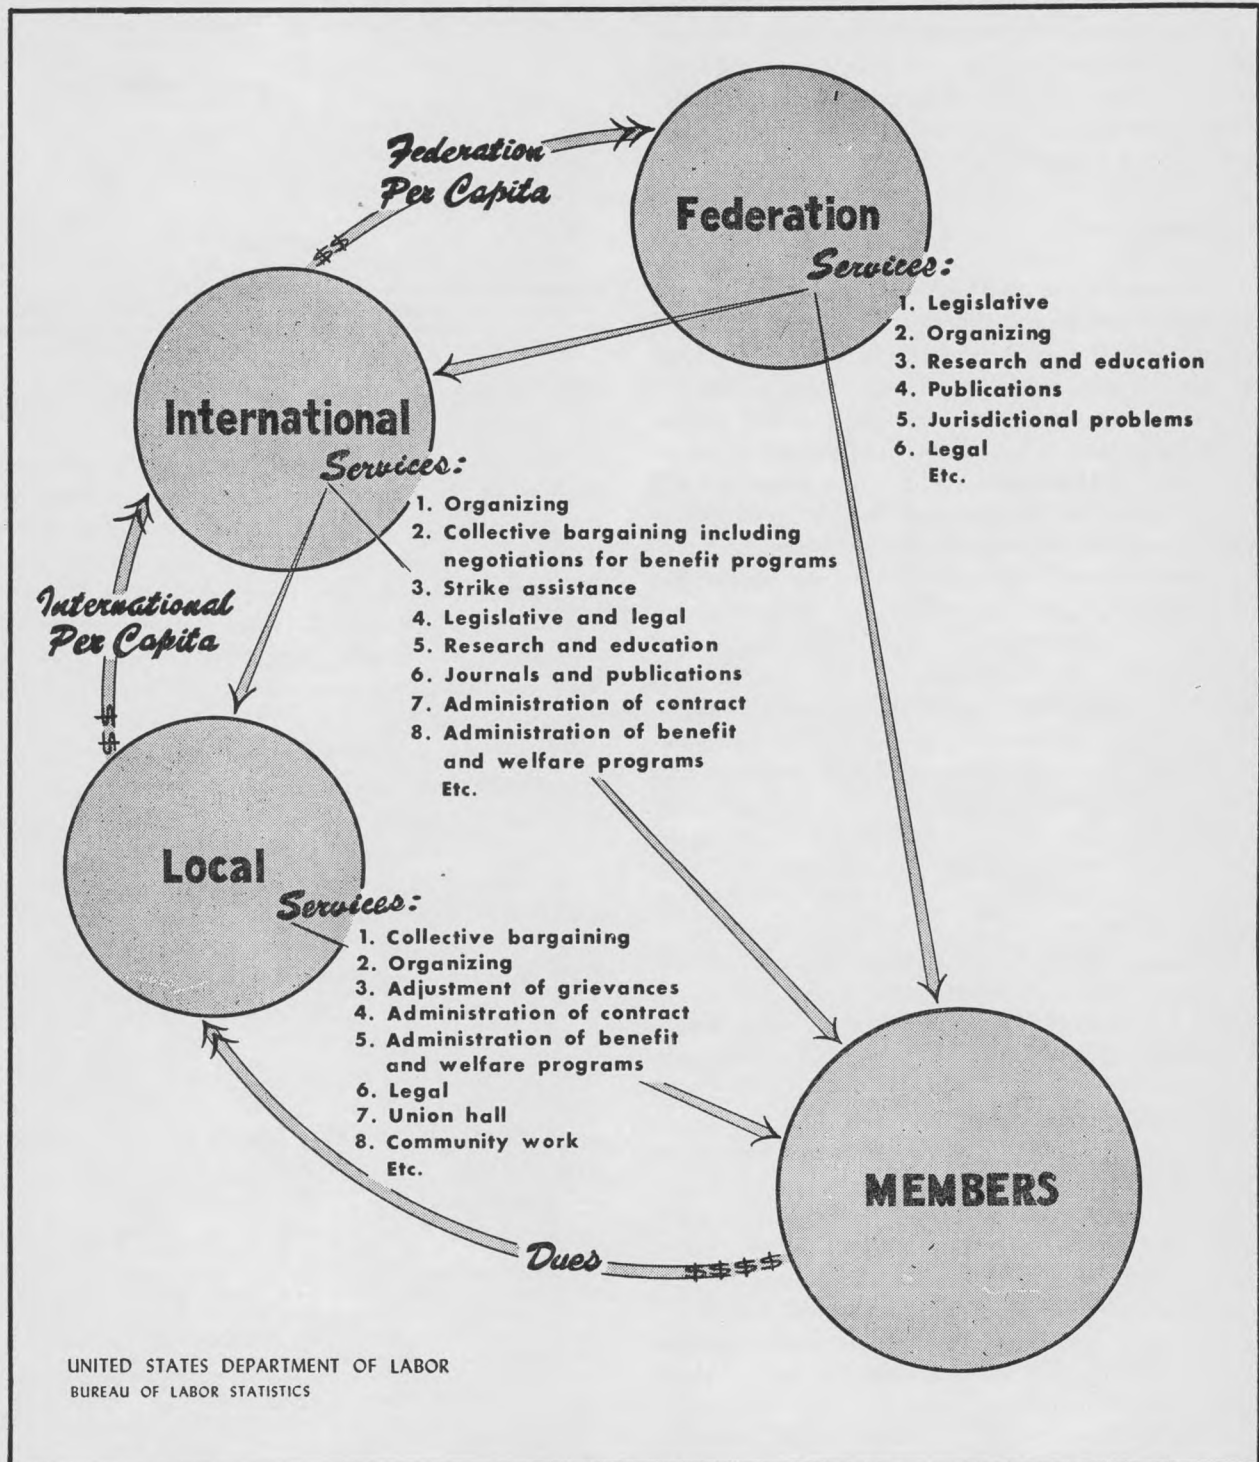 Federation
Per Capita
$$
Federation
Services:
1. Legislative
2. Organizing
3. Research and education
4. Publications
5. Jurisdictional problems
6. Legal
Etc.
International
Services:
1. Organizing
2. Collective bargaining including
negotiations for benefit programs
3. Strike assistance
4. Legislative and legal
5. Research and education
6. Journals and publications
7. Administration of contract
8. Administration of benefit
and welfare programs
Etc.
International
Per Capita
$$
Local
Services:
1. Collective bargaining
2. Organizing
3. Adjustment of grievances
4. Administration of contract
5. Administration of benefit
and welfare programs
6. Legal
7. Union hall
8. Community work
Etc.
MEMBERS
Dues
$$$$
UNITED STATES DEPARTMENT OF LABOR
BUREAU OF LABOR STATISTICS